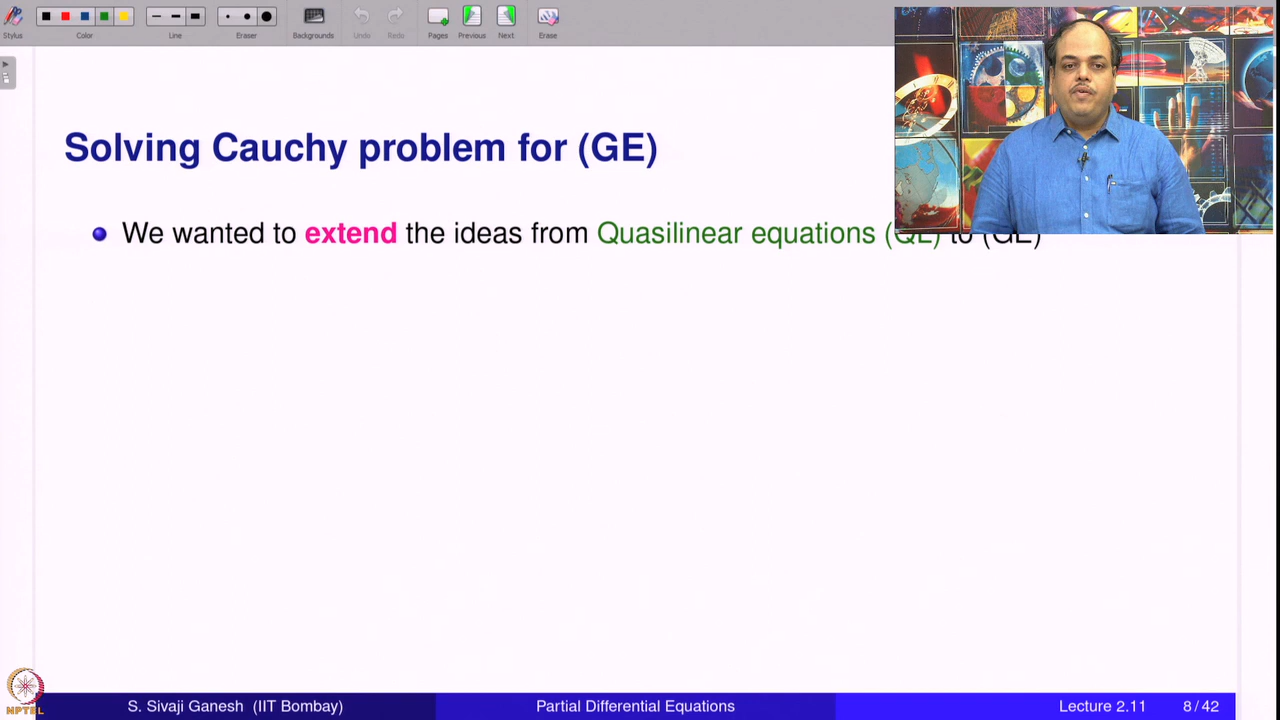 Stylus
Color
Line
Eraser
Backgrounds
Undo
Redo
Pages
Previous
Next
Erase
Solving Cauchy problem for (GE)
We wanted to extend the ideas from Quasilinear equations (QL) to (GE)
NPTEL
S. Sivaji Ganesh (IIT Bombay)
Partial Differential Equations
Lecture 2.11
8 / 42